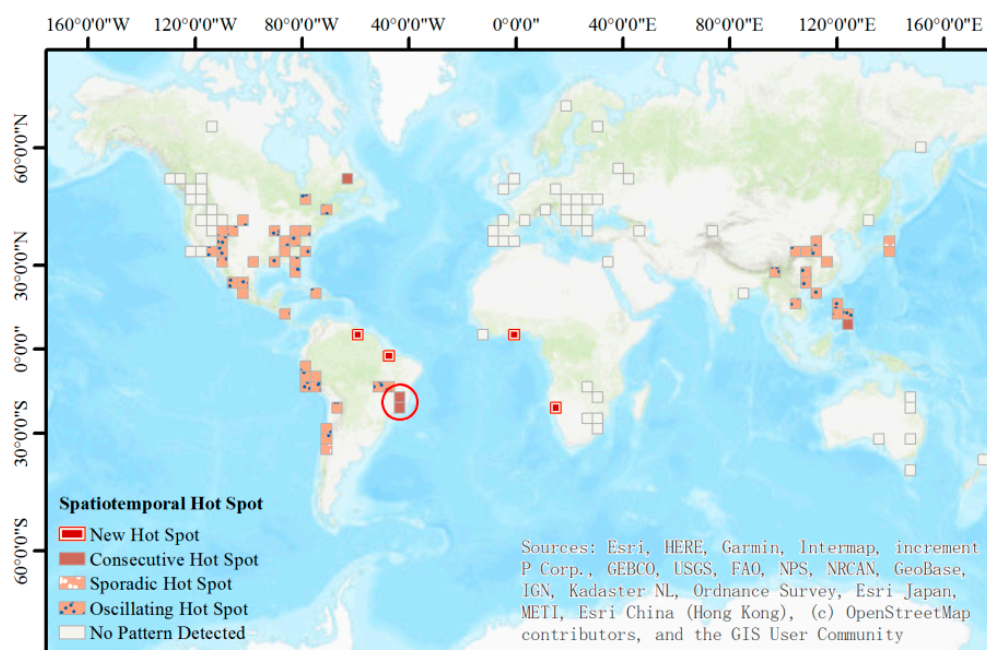 160°0'0"W 120°0'0"W 80°0'0"W 40°0'0"W 0°0'0" 40°0'0"E 80°0'0"E 120°0'0"E 160°0'0"E
60°0'0"N
30°0'0"N
0°0'0"
30°0'0"S
60°0'0"S
Spatiotemporal Hot Spot
New Hot Spot
Consecutive Hot Spot
Sporadic Hot Spot
Oscillating Hot Spot
No Pattern Detected
Sources: Esri, HERE, Garmin, Intermap, increment
P Corp., GEBCO, USGS, FAO, NPS, NRCAN, GeoBase,
IGN, Kadaster NL, Ordnance Survey, Esri Japan,
METI, Esri China (Hong Kong), (c) OpenStreetMap
contributors, and the GIS User Community